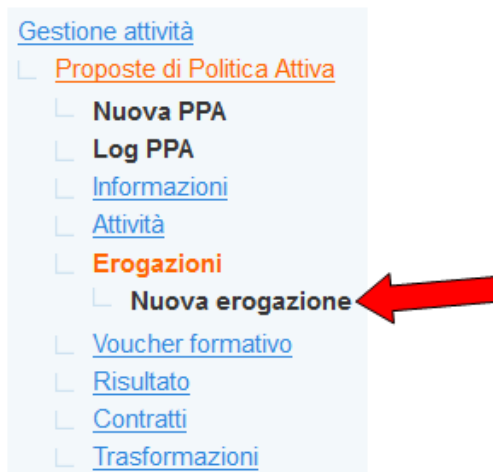 Gestione attività
Proposte di Politica Attiva
Nuova PPA
Log PPA
Informazioni
Attività
Erogazioni
Nuova erogazione
Voucher formativo
Risultato
Contratti
Trasformazioni